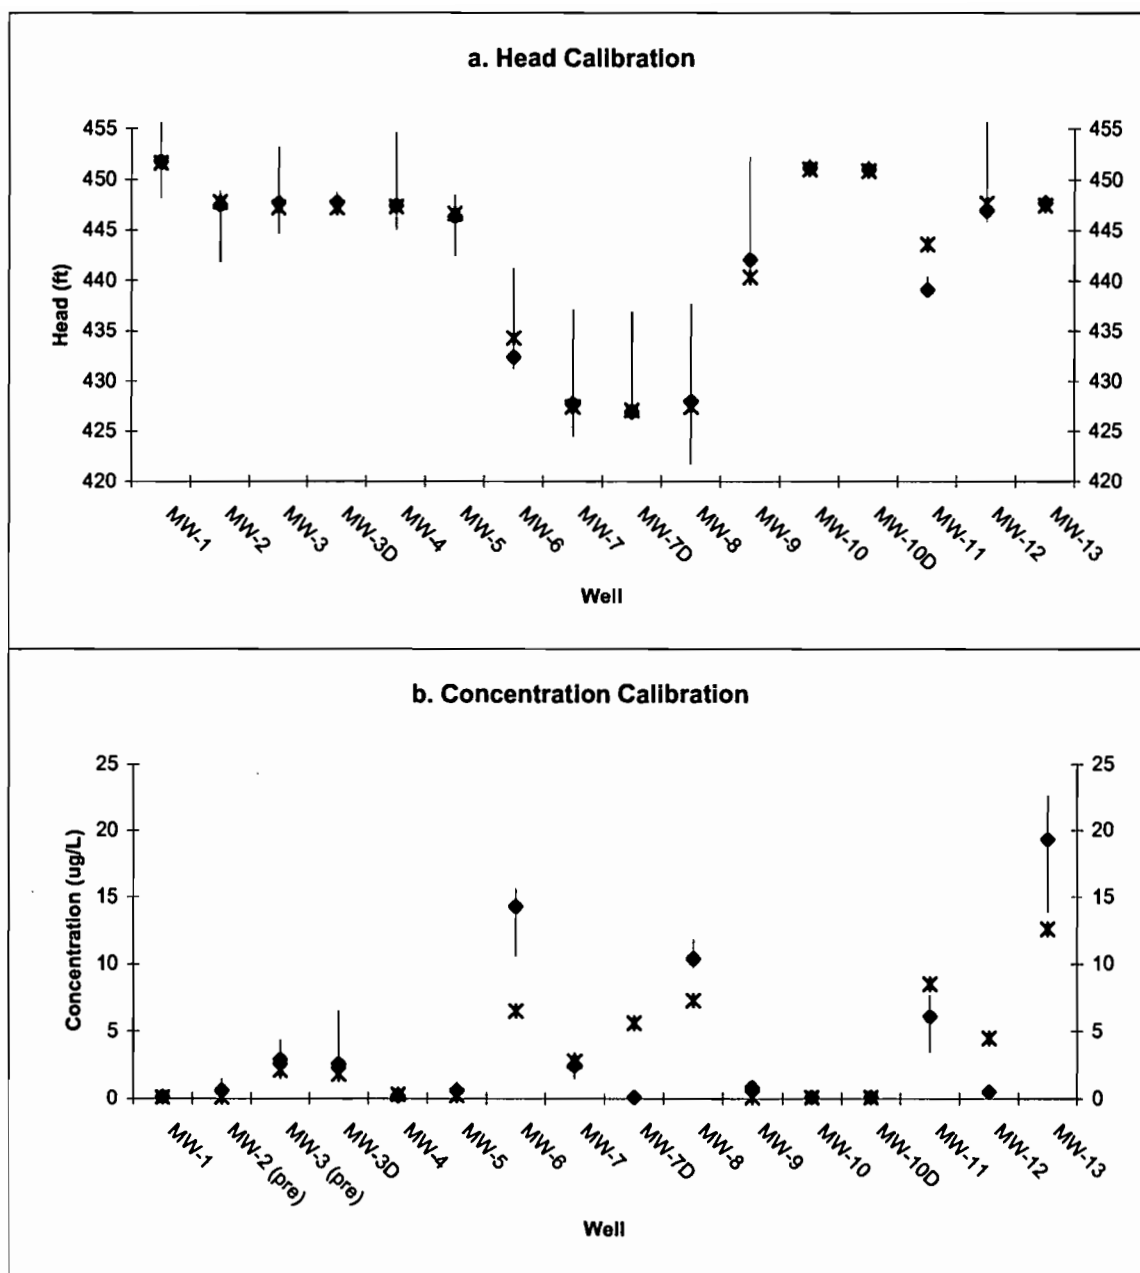 a. Head Calibration
455
450
445
440
435
430
425
420
455
450
445
440
435
430
425
420
Head (ft)
MW-1
MW-2
MW-3
MW-3D
MW-4
MW-5
MW-6
MW-7
MW-7D
MW-8
MW-9
MW-10
MW-10D
MW-11
MW-12
MW-13
Well
b. Concentration Calibration
25
20
15
10
5
0
25
20
15
10
5
0
Concentration (ug/L)
MW-1
MW-2 (pre)
MW-3 (pre)
MW-3D
MW-4
MW-5
MW-6
MW-7
MW-7D
MW-8
MW-9
MW-10
MW-10D
MW-11
MW-12
MW-13
Well